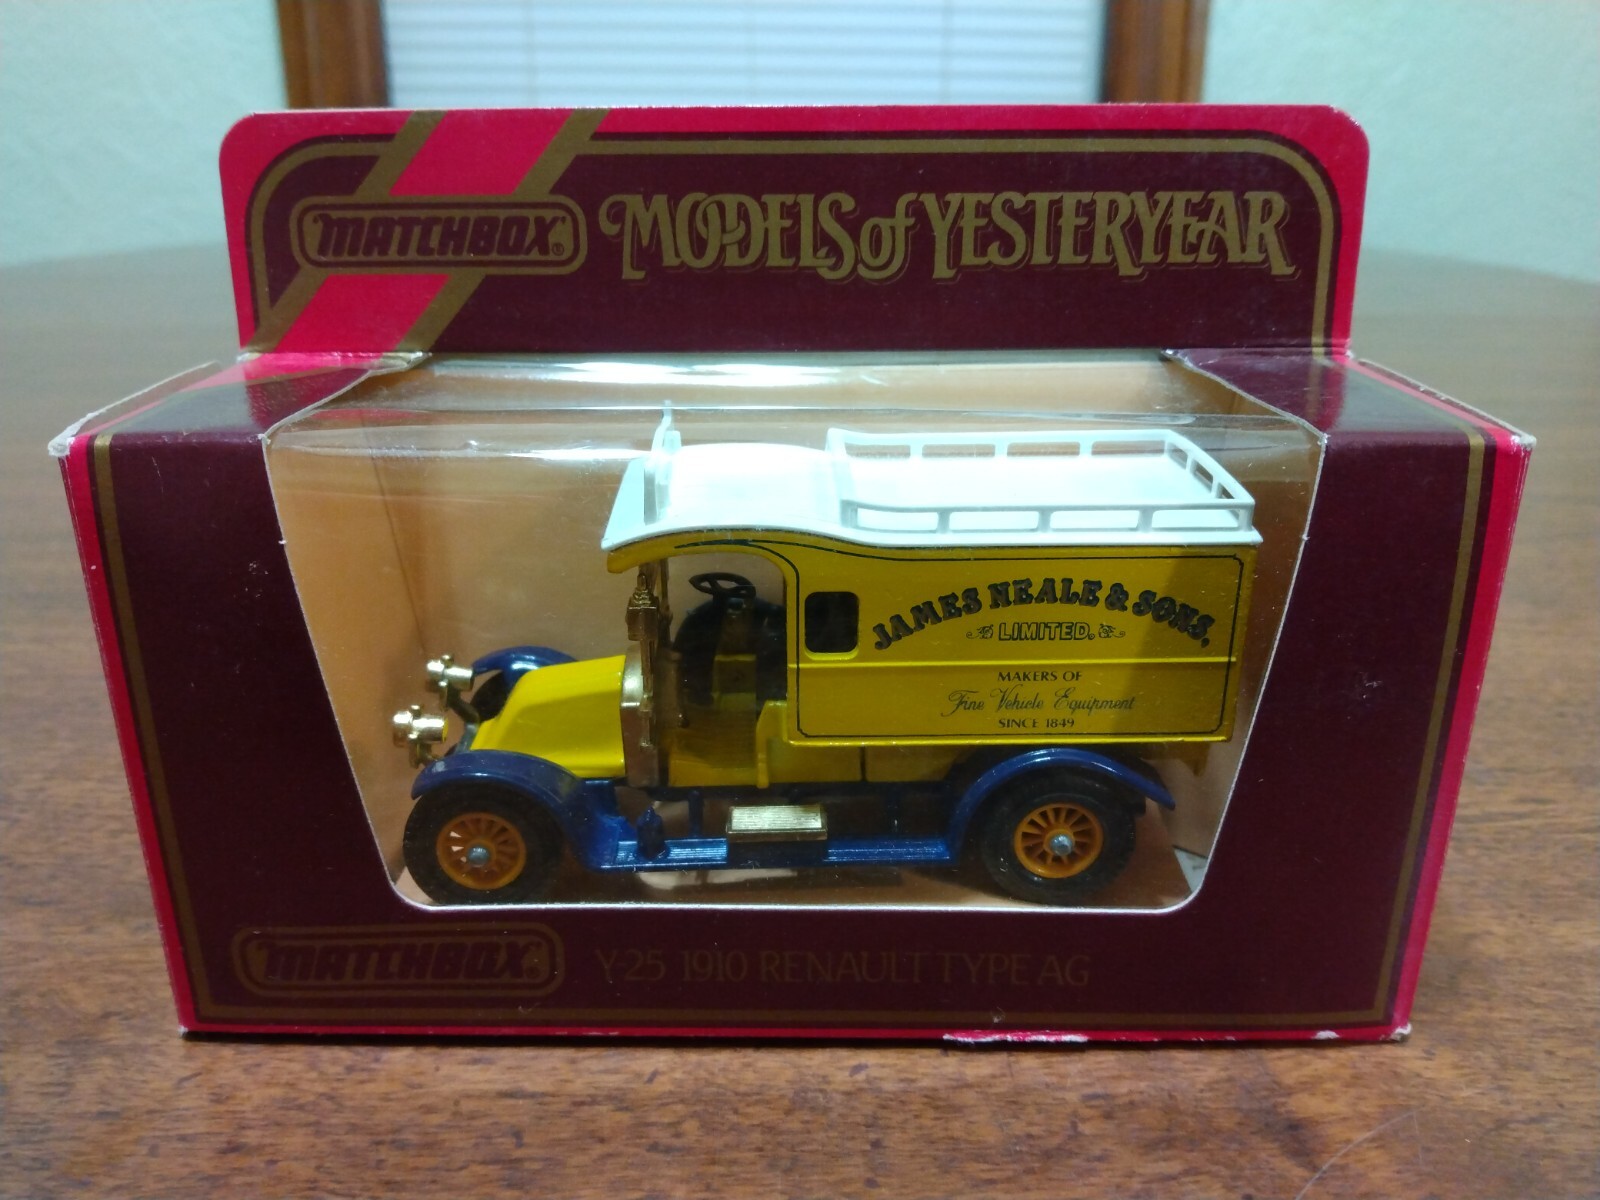 MATCHBOX®
MODELS of YESTERYEAR
JAMES NEALE & SONS,
LIMITED.
MAKERS OF
Fine Vehicle Equipment
SINCE 1849
MATCHBOX®
Y-25 1910 RENAULT TYPE AG